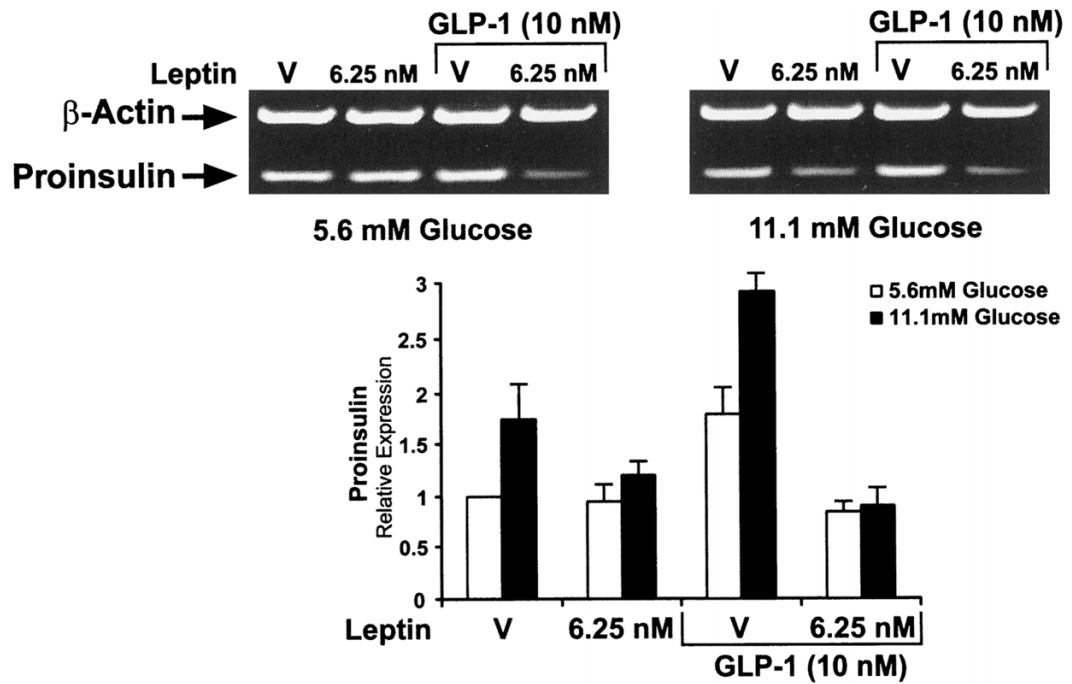 GLP-1 (10 nM) GLP-1 (10 nM)
Leptin V 6.25 nM V 6.25 nM V 6.25 nM V 6.25 nM
β-Actin
Proinsulin
5.6 mM Glucose 11.1 mM Glucose
3
2.5
2
1.5
1
0.5
0
Proinsulin
Relative Expression
5.6mM Glucose
11.1mM Glucose
Leptin V 6.25 nM V 6.25 nM
GLP-1 (10 nM)